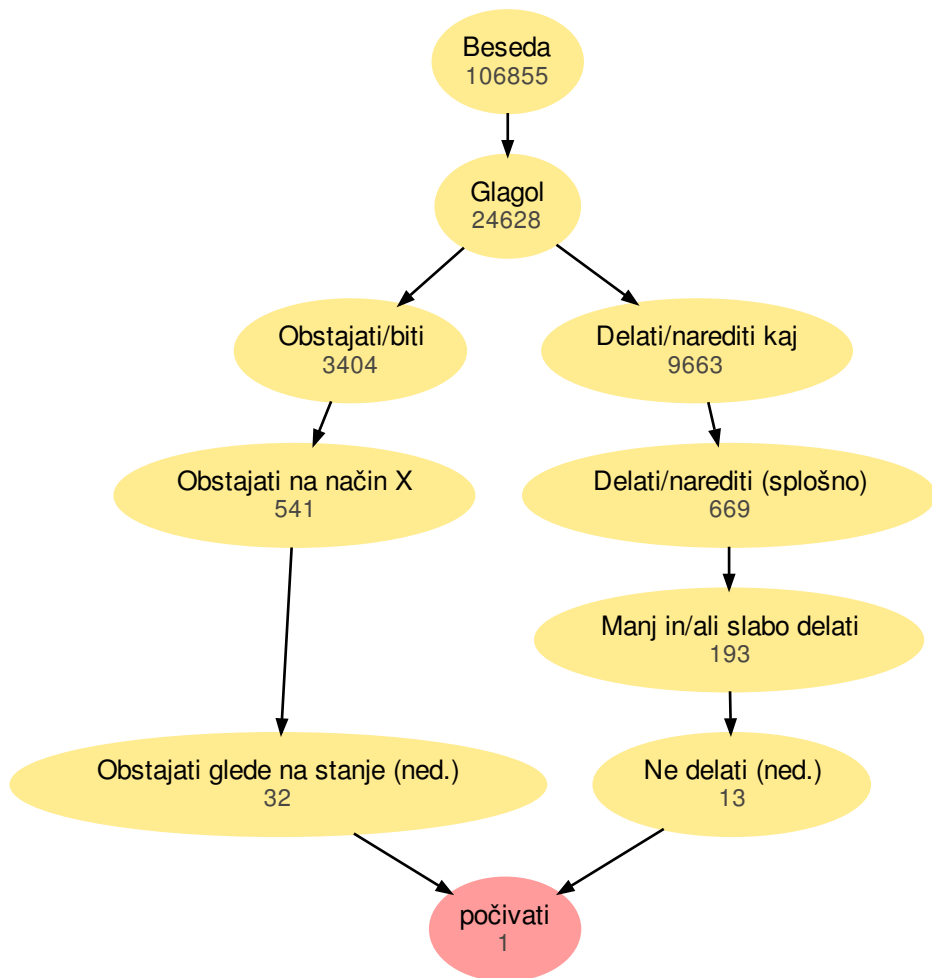 Beseda
106855
Glagol
24628
Obstajati/biti
3404
Delati/narediti kaj
9663
Obstajati na način X
541
Delati/narediti (splošno)
669
Manj in/ali slabo delati
193
Obstajati glede na stanje (ned.)
32
Ne delati (ned.)
13
počivati
1